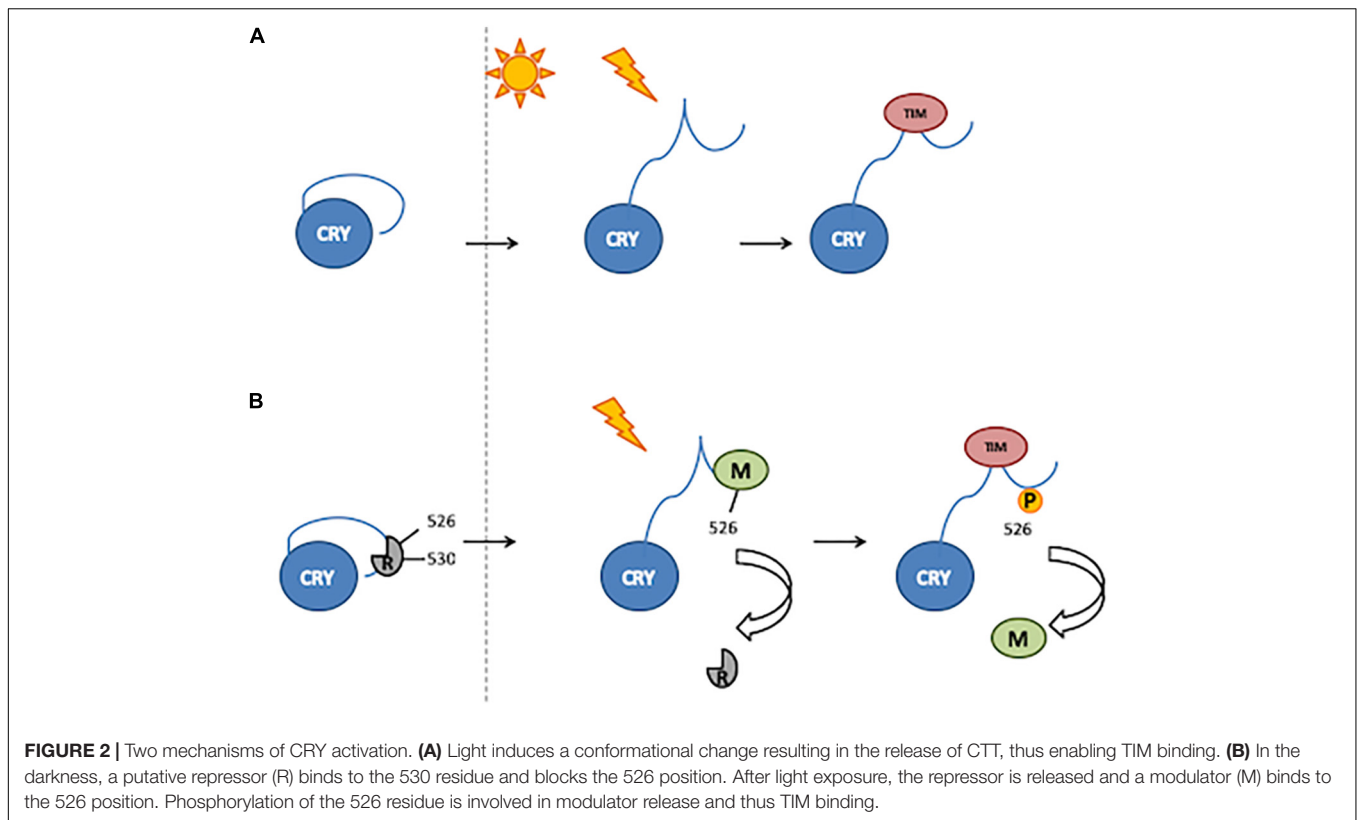 A
TIM
CRY
CRY
CRY
B
526
530
R
CRY
M
526
CRY
R
TIM
P
526
CRY
M
FIGURE 2 | Two mechanisms of CRY activation. (A) Light induces a conformational change resulting in the release of CTT, thus enabling TIM binding. (B) In the
darkness, a putative repressor (R) binds to the 530 residue and blocks the 526 position. After light exposure, the repressor is released and a modulator (M) binds to
the 526 position. Phosphorylation of the 526 residue is involved in modulator release and thus TIM binding.